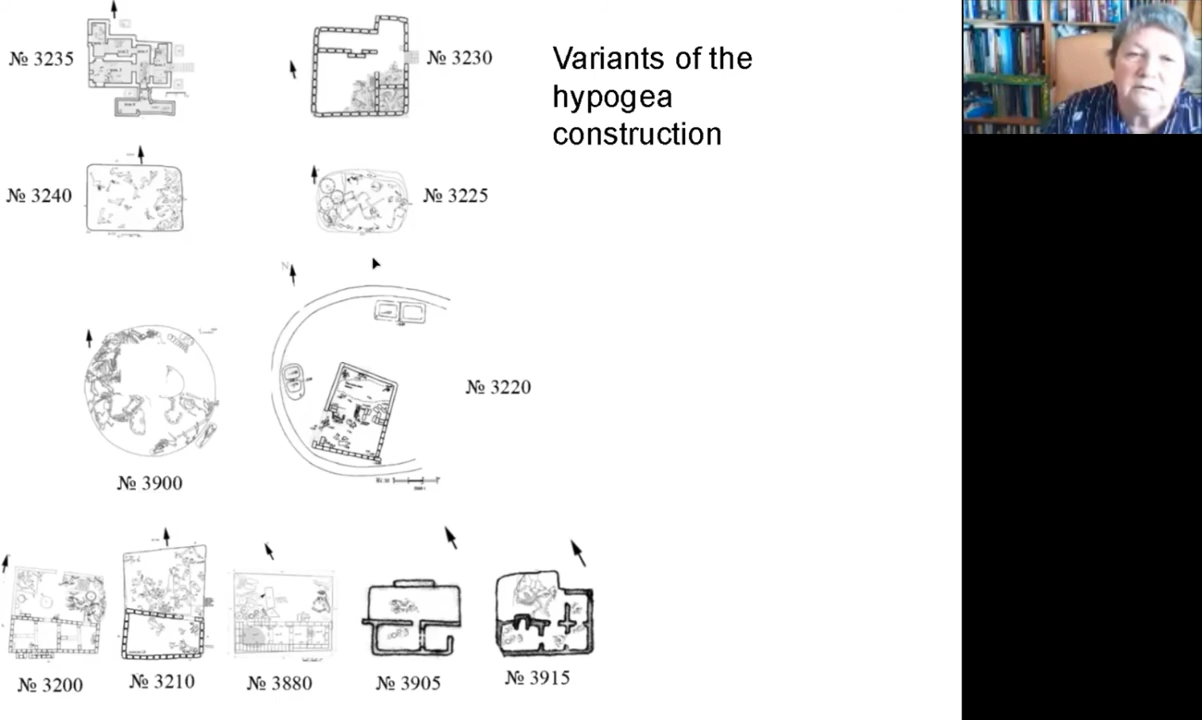 № 3235
№ 3230
Variants of the
hypogea
construction
№ 3240
№ 3225
N
№ 3220
№ 3900
№ 3200
№ 3210
№ 3880
№ 3905
№ 3915